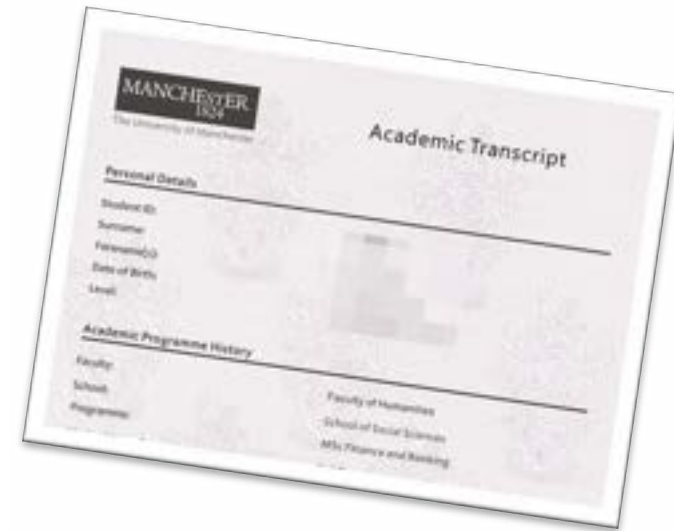 MANCHESTER
1824
The University of Manchester
Academic Transcript
Personal Details
Student ID:
Surname:
Forename(s):
Date of Birth:
Level:
Academic Programme History
Faculty: Faculty of Humanities
School: School of Social Sciences
Programme: MSc Finance and Banking